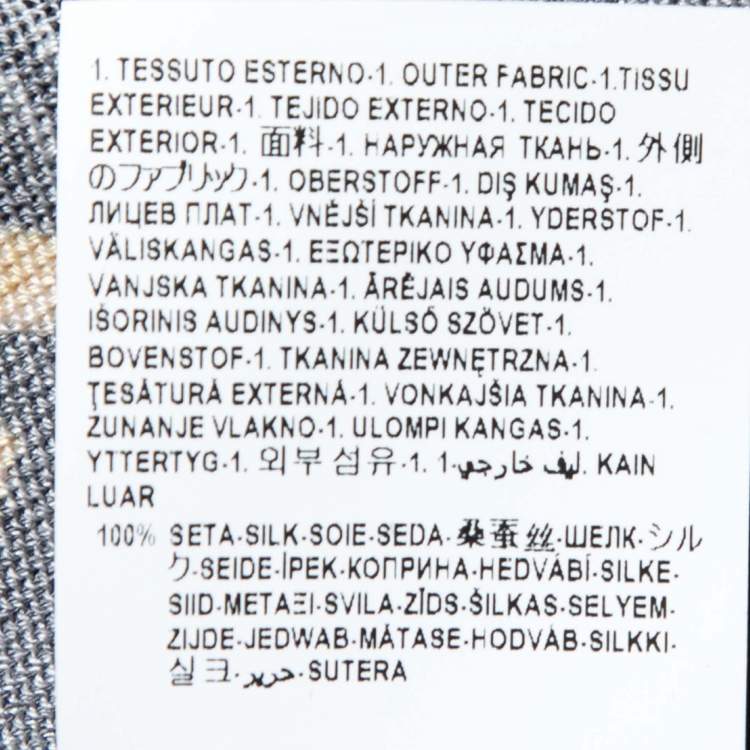 1. TESSUTO ESTERNO-1. OUTER FABRIC-1.TISSU
EXTERIEUR-1. TEJIDO EXTERNO-1. TECIDO
EXTERIOR-1. 面料-1. НАРУЖНАЯ ТКАНЬ-1. 外側
のファブリック-1. OBERSTOFF-1. DIŞ KUMAŞ-1.
ЛИЦЕВ ПЛАТ-1. VNĚJŠÍ TKANINA-1. YDERSTOF-1.
VÄLISKANGAS-1. ΕΞΩΤΕΡΙΚΟ ΥΦΑΣΜΑ-1.
VANJSKA TKANINA-1. ĀRĒJAIS AUDUMS-1.
IŠORINIS AUDINYS-1. KÜLSŐ SZÖVET-1.
BOVENSTOF-1. TKANINA ZEWNĘTRZNA-1.
ŢESĂTURĂ EXTERNĂ-1. VONKAJŠIA TKANINA-1.
ZUNANJE VLAKNO-1. ULOMPI KANGAS-1.
YTTERTYG-1. 외부 섬유-1. 1-ليف خارجي. KAIN
LUAR
100% SETA-SILK-SOIE-SEDA-桑蚕丝-ШЕЛК-シル
ク-SEIDE-İPEK-КОПРИНА-HEDVÁBÍ-SILKE-
SIID-ΜΕΤΑΞΙ-SVILA-ZĪDS-ŠILKAS-SELYEM-
ZIJDE-JEDWAB-MĂTASE-HODVÁB-SILKKI-
실크-حرير-SUTERA